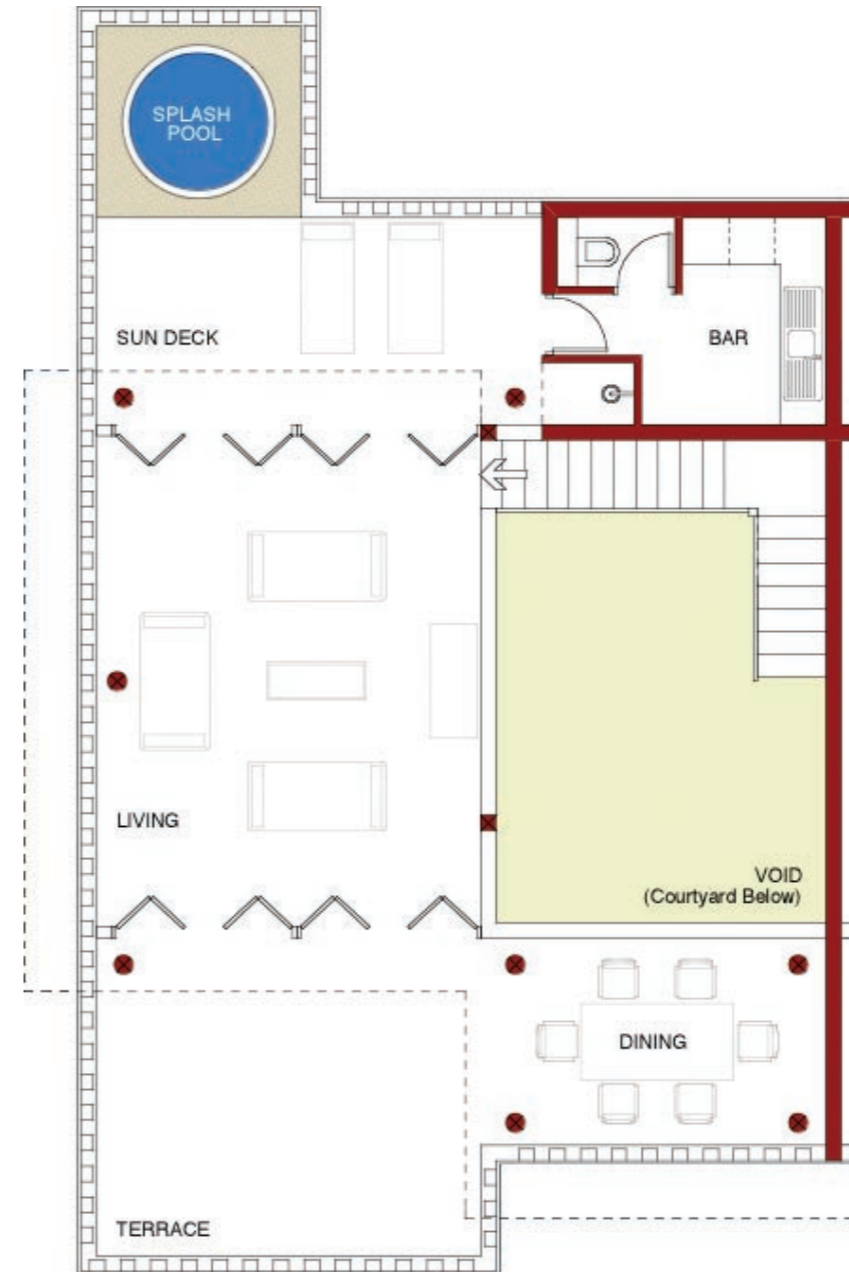 SPLASH
POOL
SUN DECK
BAR
LIVING
VOID
(Courtyard Below)
DINING
TERRACE